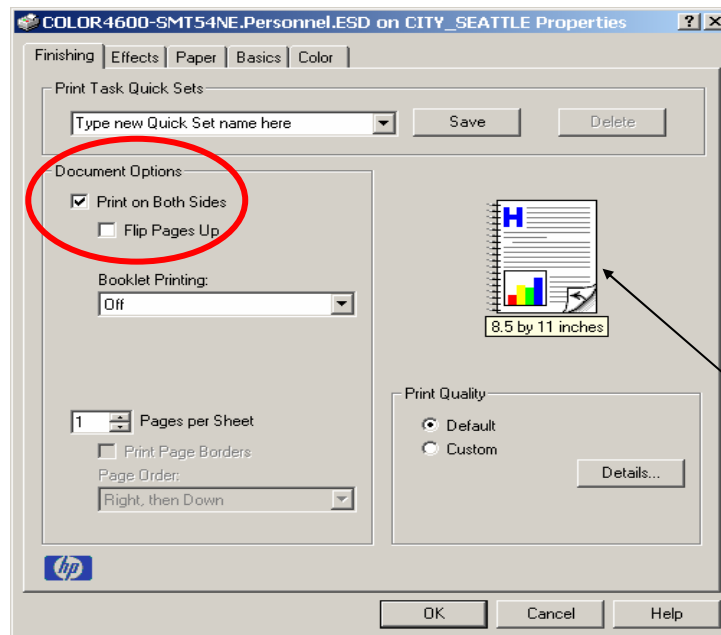 COLOR4600-SMT54NE.Personnel.ESD on CITY_SEATTLE Properties
Finishing Effects Paper Basics Color
Print Task Quick Sets
Type new Quick Set name here Save Delete
Document Options
Print on Both Sides
Flip Pages Up
H
8.5 by 11 inches
Booklet Printing:
Off
1 Pages per Sheet
Print Page Borders
Page Order:
Right, then Down
Print Quality
Default
Custom
Details...
hp
OK Cancel Help